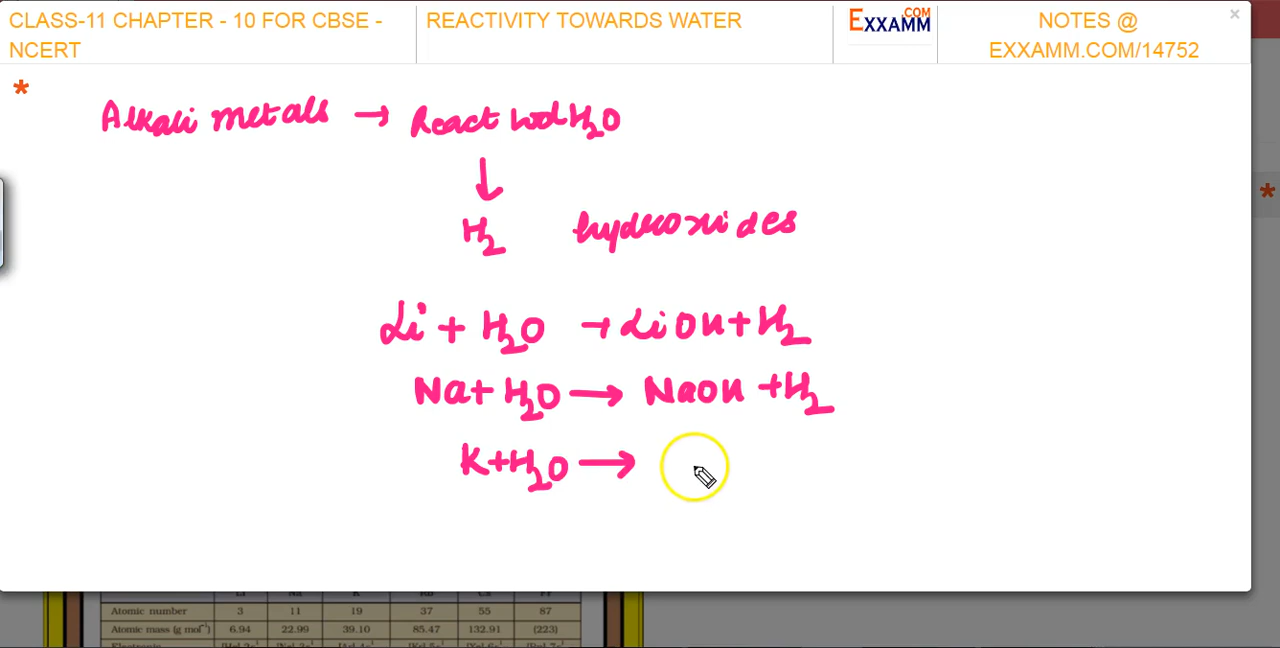 CLASS-11 CHAPTER - 10 FOR CBSE - NCERT
REACTIVITY TOWARDS WATER
EXXAMM.COM
NOTES @ EXXAMM.COM/14752
*
Alkali metals → React H₂O
↓
H₂ hydroxides
Li + H₂O → LiOH + H₂
Na + H₂O → NaOH + H₂
K + H₂O →
*
Atomic number 3 11 19 37 55 87
Atomic mass (g mol⁻¹) 6.94 22.99 39.10 85.47 132.91 (223)